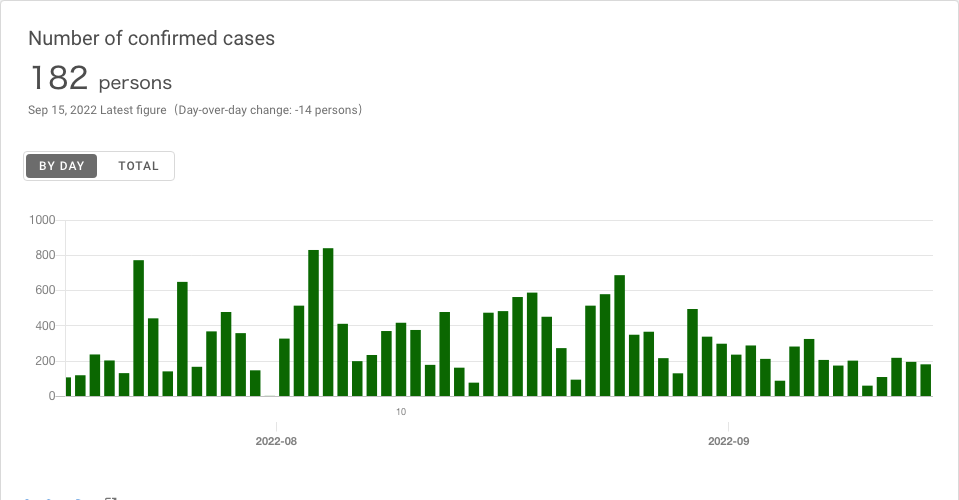 Number of confirmed cases
182 persons
Sep 15, 2022 Latest figure（Day-over-day change: -14 persons）
BY DAY TOTAL
1000
800
600
400
200
0
10
2022-08 2022-09